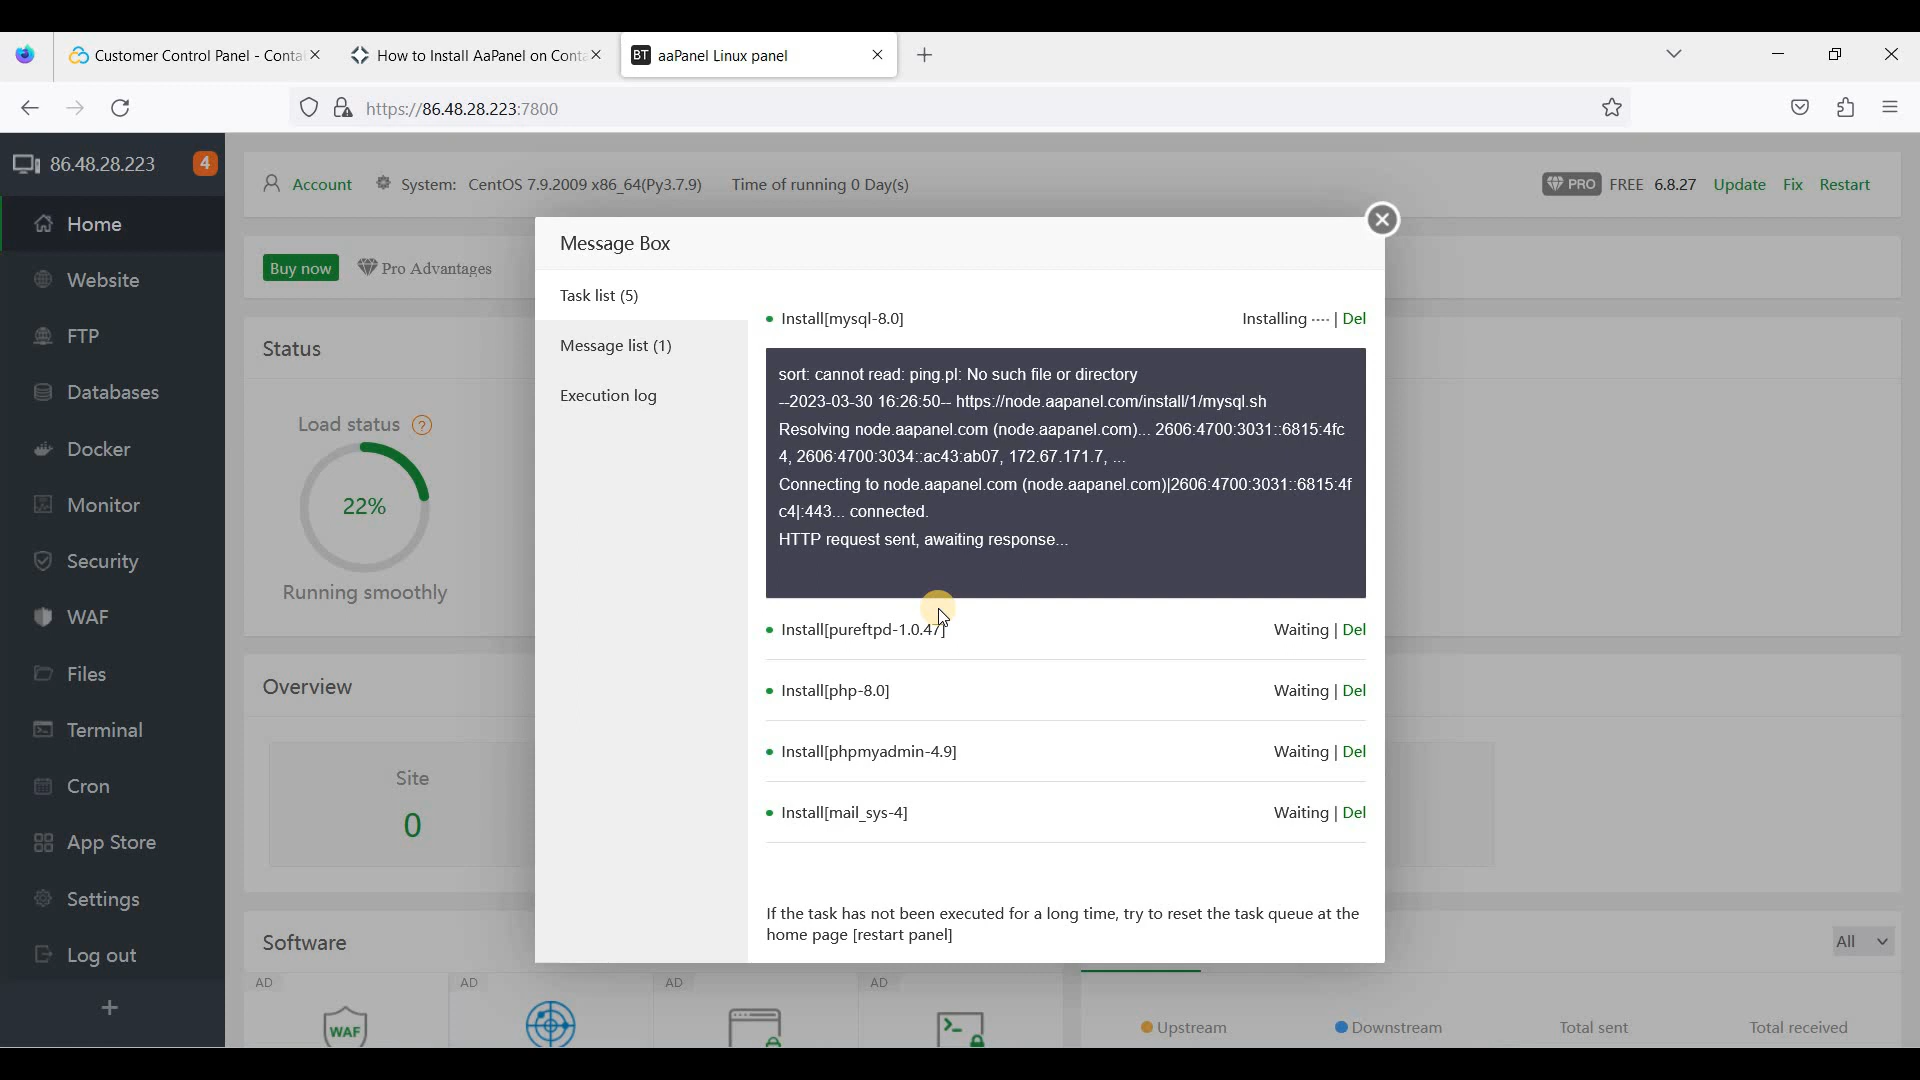 Customer Control Panel - Conta
How to Install AaPanel on Conta
BT aaPanel Linux panel
https://86.48.28.223:7800
86.48.28.223 4
Account System: CentOS 7.9.2009 x86_64(Py3.7.9) Time of running 0 Day(s) PRO FREE 6.8.27 Update Fix Restart
Home
Website
FTP
Databases
Docker
Monitor
Security
WAF
Files
Terminal
Cron
App Store
Settings
Log out
Buy now Pro Advantages
Status
Load status ?
22%
Running smoothly
Overview
Site
0
Software
AD AD AD AD
WAF
Message Box
Task list (5)
Message list (1)
Execution log
Install[mysql-8.0] Installing ---- | Del
sort: cannot read: ping.pl: No such file or directory
--2023-03-30 16:26:50-- https://node.aapanel.com/install/1/mysql.sh
Resolving node.aapanel.com (node.aapanel.com)... 2606:4700:3031::6815:4fc
4, 2606:4700:3034::ac43:ab07, 172.67.171.7, ...
Connecting to node.aapanel.com (node.aapanel.com)|2606:4700:3031::6815:4f
c4|:443... connected.
HTTP request sent, awaiting response...
Install[pureftpd-1.0.47] Waiting | Del
Install[php-8.0] Waiting | Del
Install[phpmyadmin-4.9] Waiting | Del
Install[mail_sys-4] Waiting | Del
If the task has not been executed for a long time, try to reset the task queue at the
home page [restart panel]
All
Upstream Downstream Total sent Total received